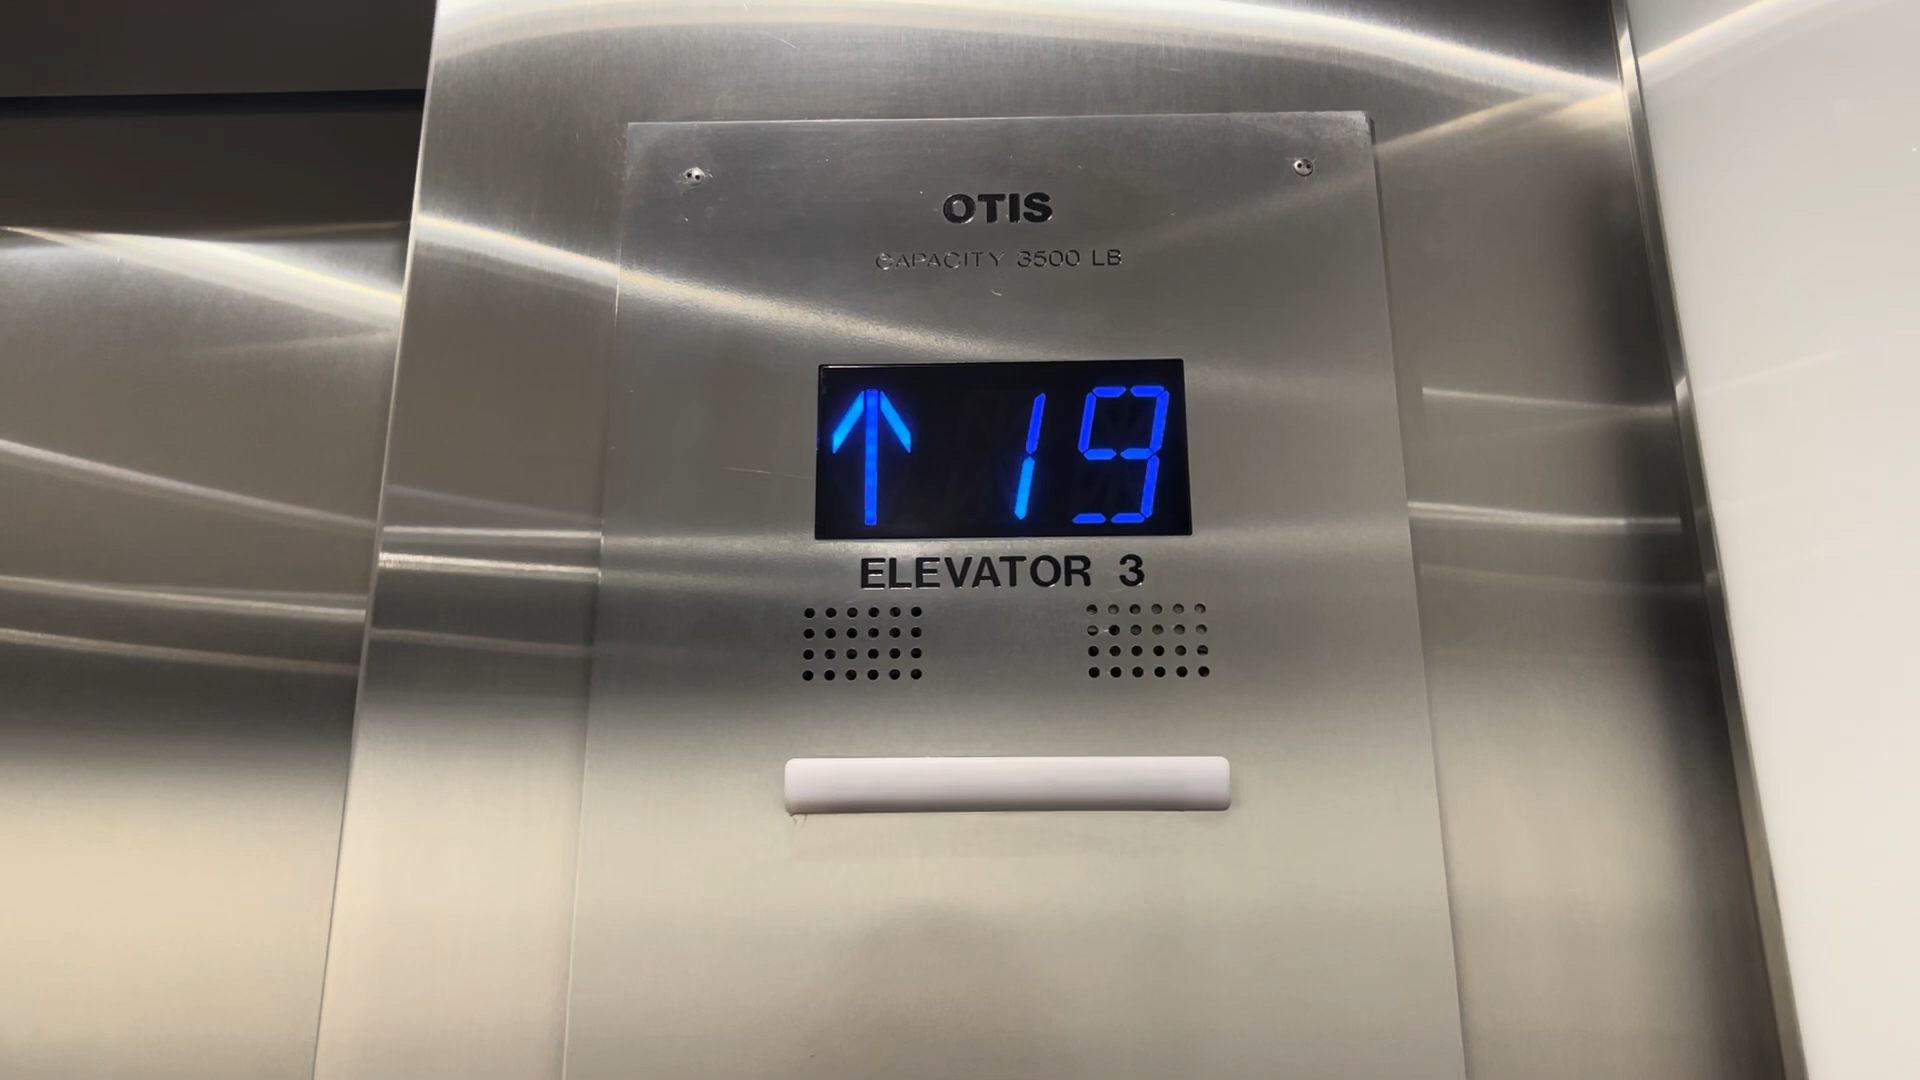 OTIS
CAPACITY 3500 LB
↑ 19
ELEVATOR 3